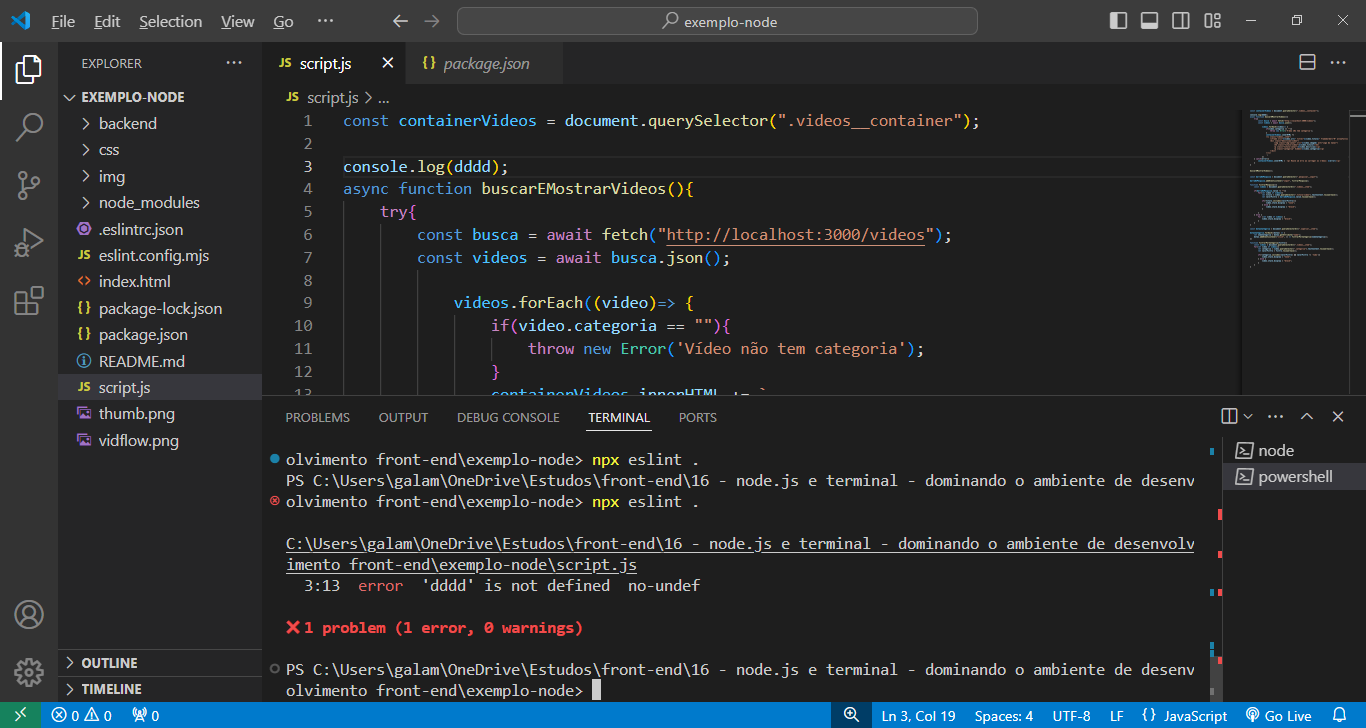 File Edit Selection View Go ··· exemplo-node
EXPLORER ···
EXEMPLO-NODE
backend
css
img
node_modules
.eslintrc.json
JS eslint.config.mjs
<> index.html
{} package-lock.json
{} package.json
README.md
JS script.js
thumb.png
vidflow.png
OUTLINE
TIMELINE
JS script.js {} package.json
JS script.js > ...
1 const containerVideos = document.querySelector(".videos__container");
2
3 console.log(dddd);
4 async function buscarEMostrarVideos(){
5 try{
6 const busca = await fetch("http://localhost:3000/videos");
7 const videos = await busca.json();
8
9 videos.forEach((video)=> {
10 if(video.categoria == ""){
11 throw new Error('Vídeo não tem categoria');
12 }
13 containerVideos.innerHTML += `
PROBLEMS OUTPUT DEBUG CONSOLE TERMINAL PORTS
olvimento front-end\exemplo-node> npx eslint .
PS C:\Users\galam\OneDrive\Estudos\front-end\16 - node.js e terminal - dominando o ambiente de desenv
olvimento front-end\exemplo-node> npx eslint .
C:\Users\galam\OneDrive\Estudos\front-end\16 - node.js e terminal - dominando o ambiente de desenvolv
imento front-end\exemplo-node\script.js
3:13 error 'dddd' is not defined no-undef
❌ 1 problem (1 error, 0 warnings)
PS C:\Users\galam\OneDrive\Estudos\front-end\16 - node.js e terminal - dominando o ambiente de desenv
olvimento front-end\exemplo-node>
node
powershell
0 0 0 Ln 3, Col 19 Spaces: 4 UTF-8 LF {} JavaScript Go Live